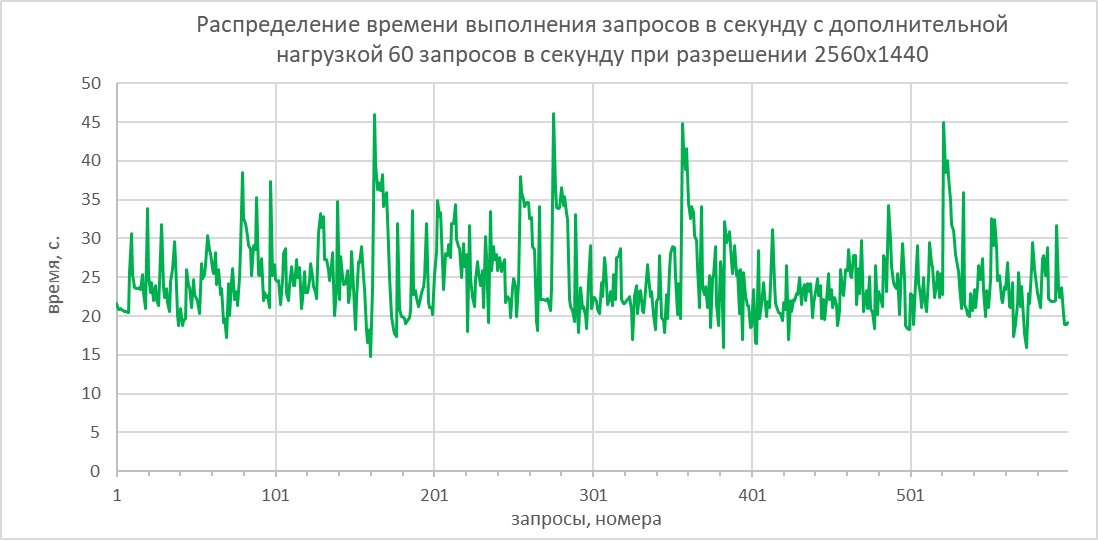 Распределение времени выполнения запросов в секунду с дополнительной
нагрузкой 60 запросов в секунду при разрешении 2560x1440
50
45
40
35
30
25
20
15
10
5
0
время, с.
1 101 201 301 401 501
запросы, номера